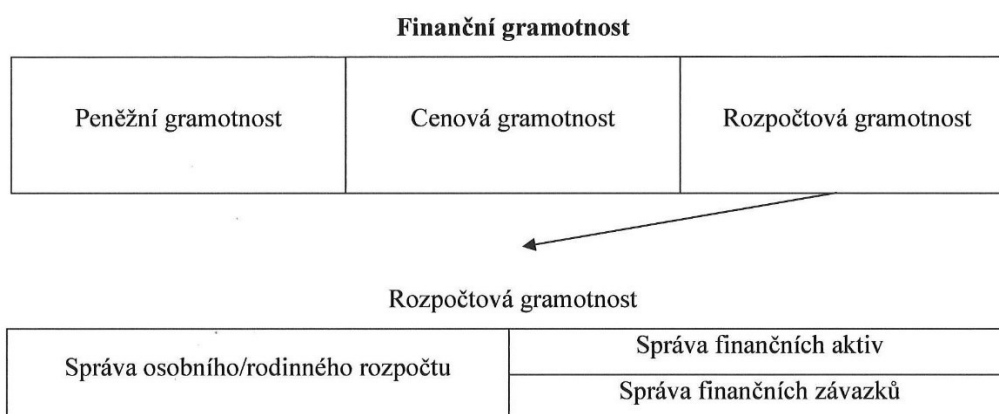 Finanční gramotnost
Peněžní gramotnost
Cenová gramotnost
Rozpočtová gramotnost
Rozpočtová gramotnost
Správa osobního/rodinného rozpočtu
Správa finančních aktiv
Správa finančních závazků